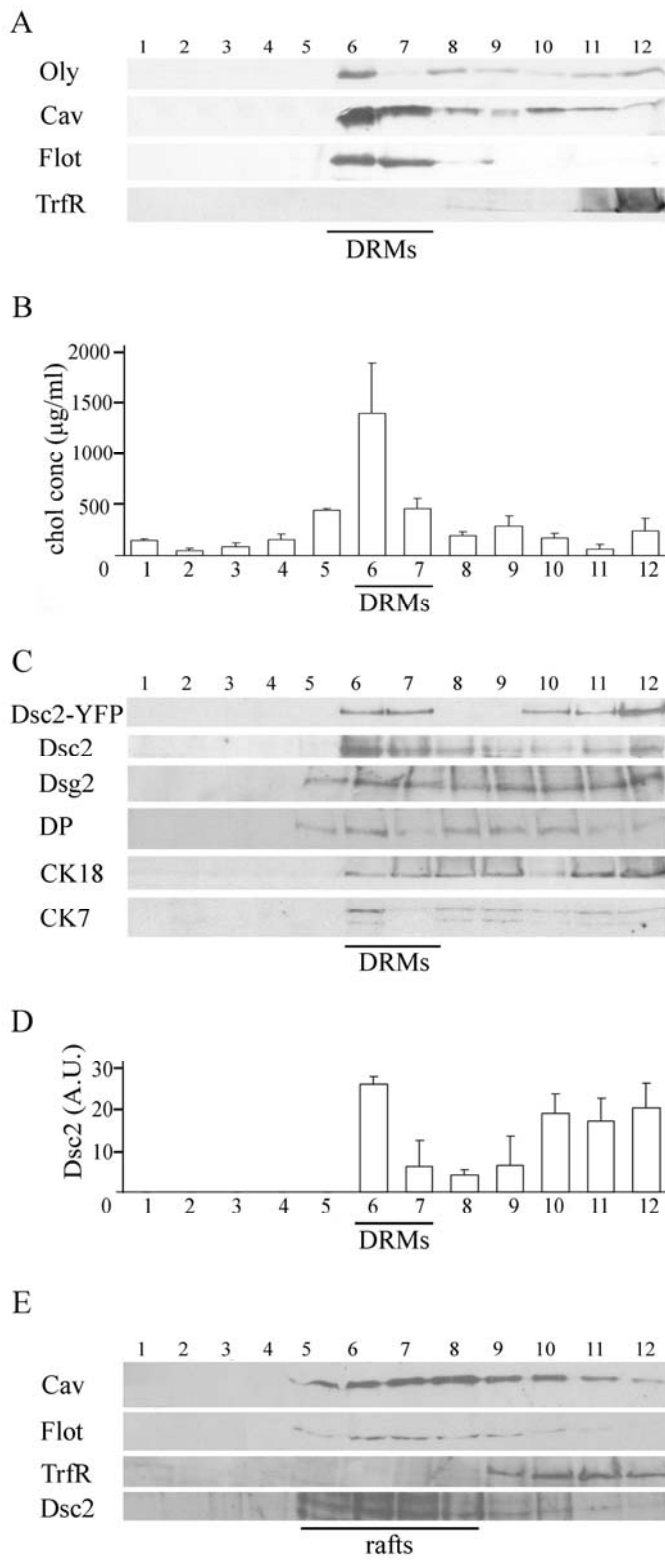 A
1 2 3 4 5 6 7 8 9 10 11 12
Oly
Cav
Flot
TrfR
DRMs
B
2000
1500
1000
500
0
chol conc (µg/ml)
1 2 3 4 5 6 7 8 9 10 11 12
DRMs
C
1 2 3 4 5 6 7 8 9 10 11 12
Dsc2-YFP
Dsc2
Dsg2
DP
CK18
CK7
DRMs
D
30
20
10
0
Dsc2 (A.U.)
1 2 3 4 5 6 7 8 9 10 11 12
DRMs
E
1 2 3 4 5 6 7 8 9 10 11 12
Cav
Flot
TrfR
Dsc2
rafts